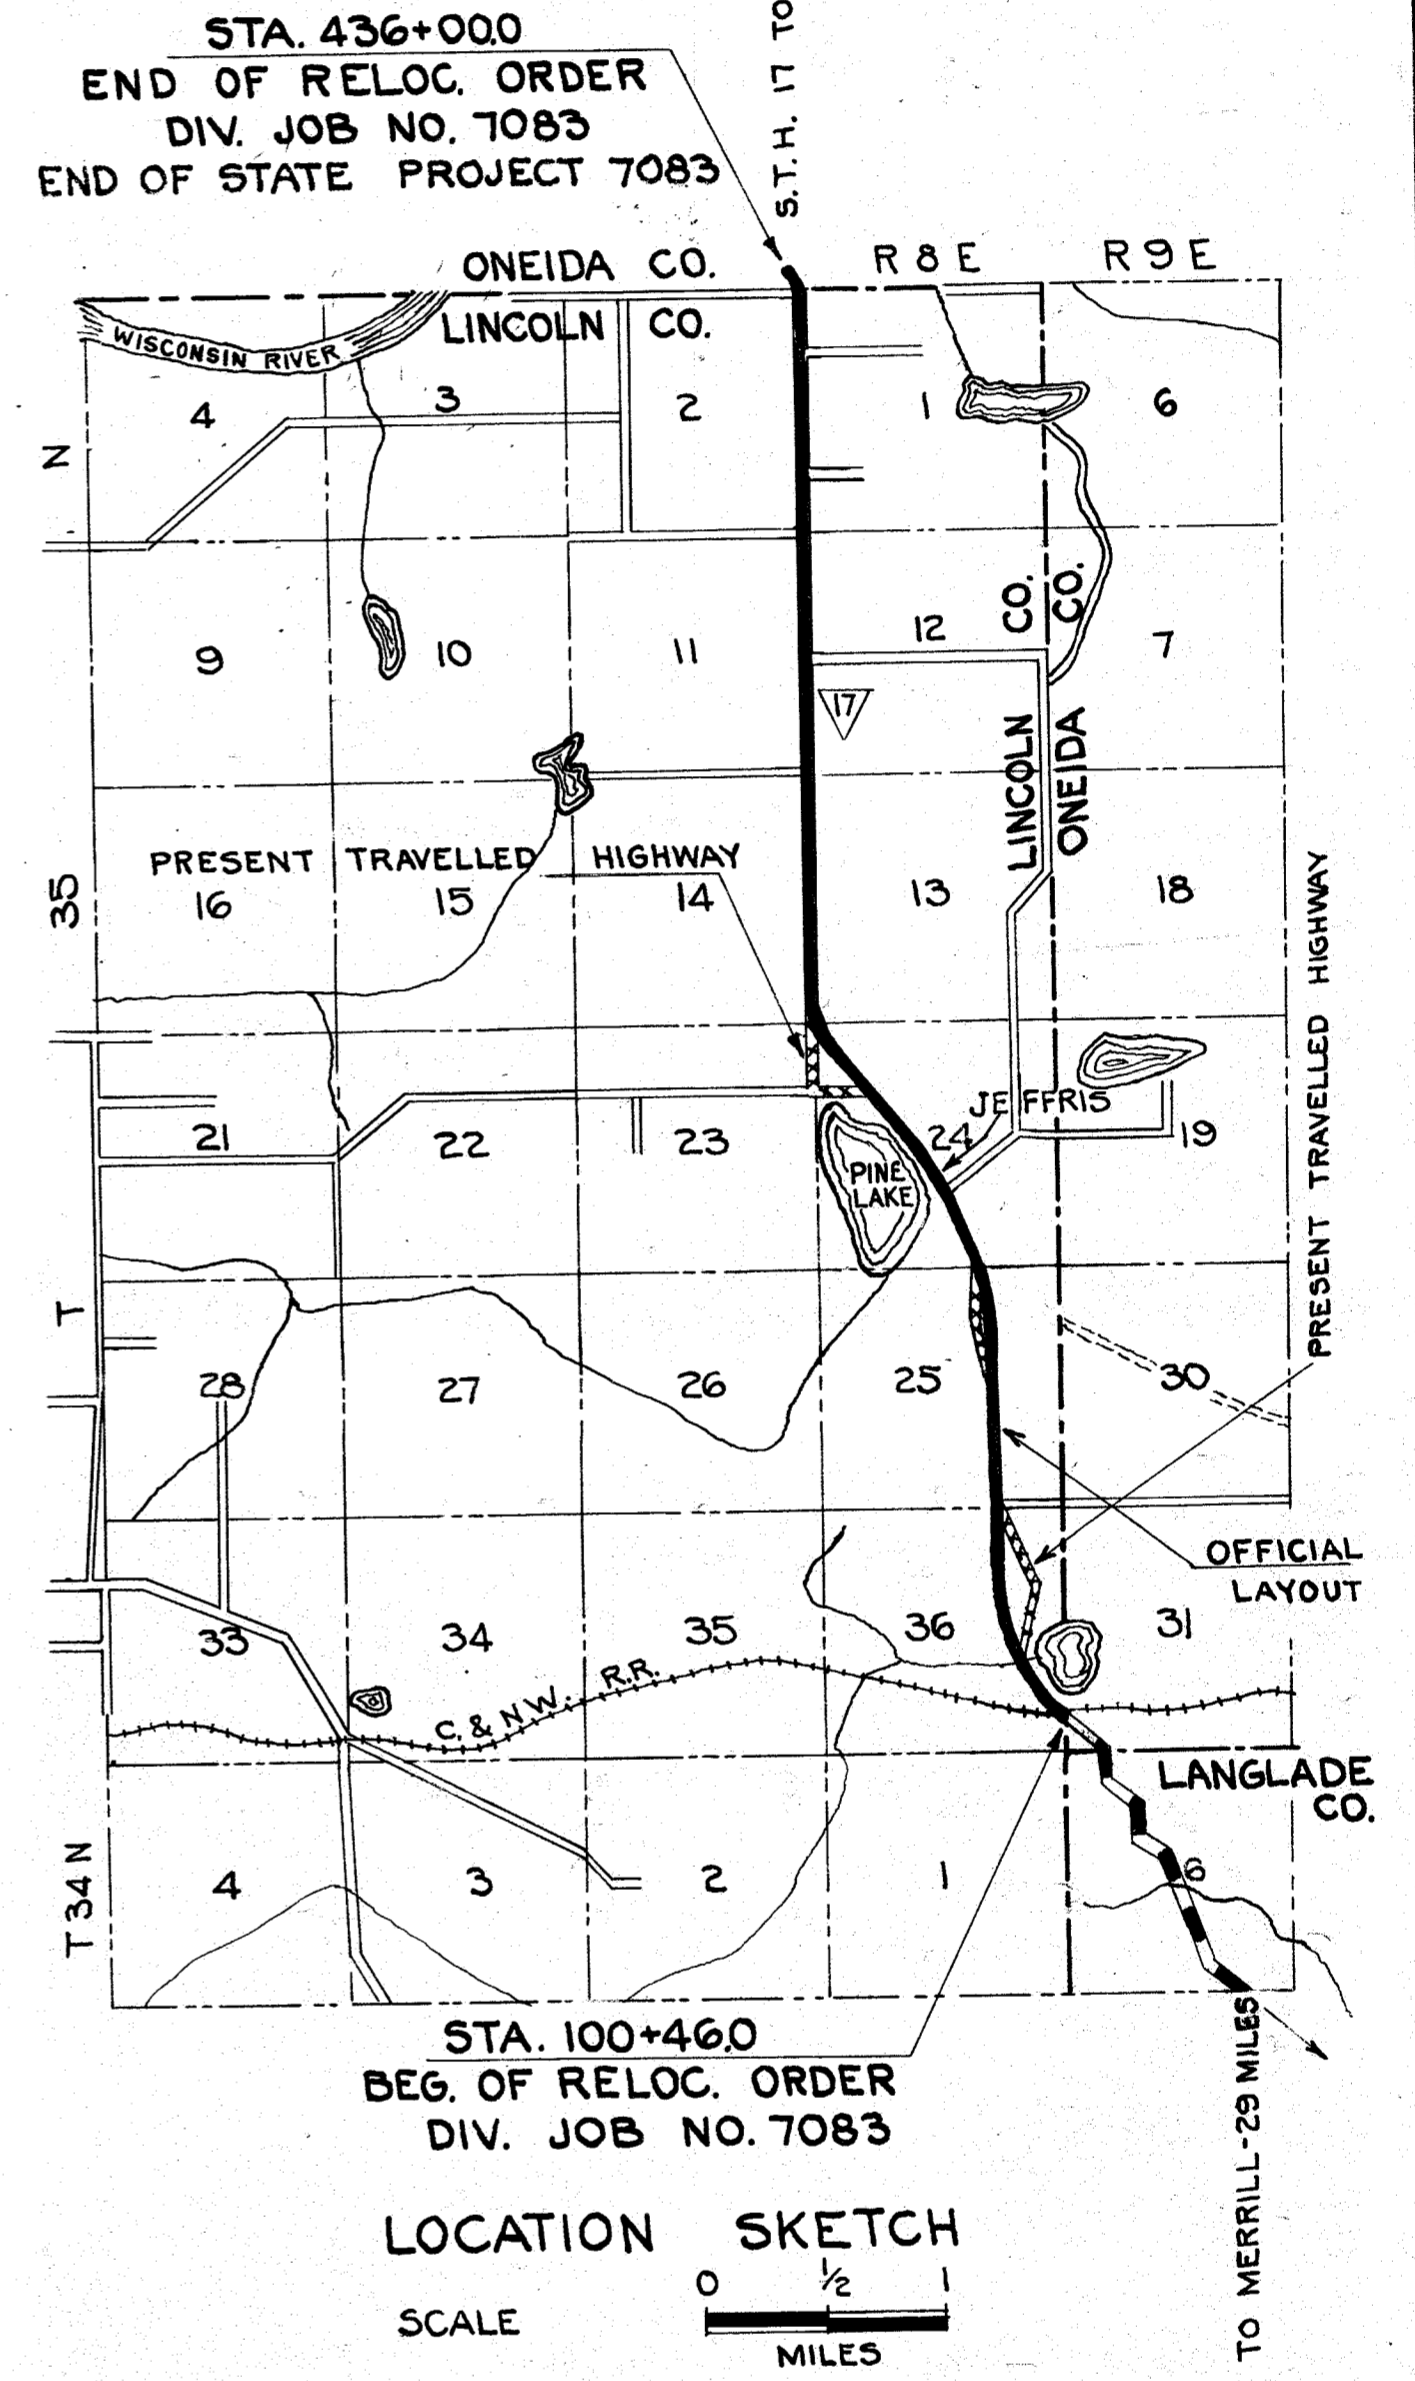 STA. 436+00.0
END OF RELOC. ORDER
DIV. JOB NO. 7083
END OF STATE PROJECT 7083
S.T.H. 17 TO
ONEIDA CO.
R 8 E
R 9 E
LINCOLN CO.
WISCONSIN RIVER
4
3
2
1
6
N
LINCOLN CO.
ONEIDA CO.
9
10
11
12
7
17
35
PRESENT TRAVELLED HIGHWAY
16
15
14
13
18
PRESENT TRAVELLED HIGHWAY
JEFFRIS
21
22
23
24
19
PINE
LAKE
T
28
27
26
25
30
OFFICIAL
LAYOUT
33
34
35
36
31
C. & N.W. R.R.
LANGLADE
CO.
T 34 N
4
3
2
1
6
STA. 100+46.0
BEG. OF RELOC. ORDER
DIV. JOB NO. 7083
TO MERRILL-29 MILES
LOCATION SKETCH
0 1/2 1
SCALE
MILES